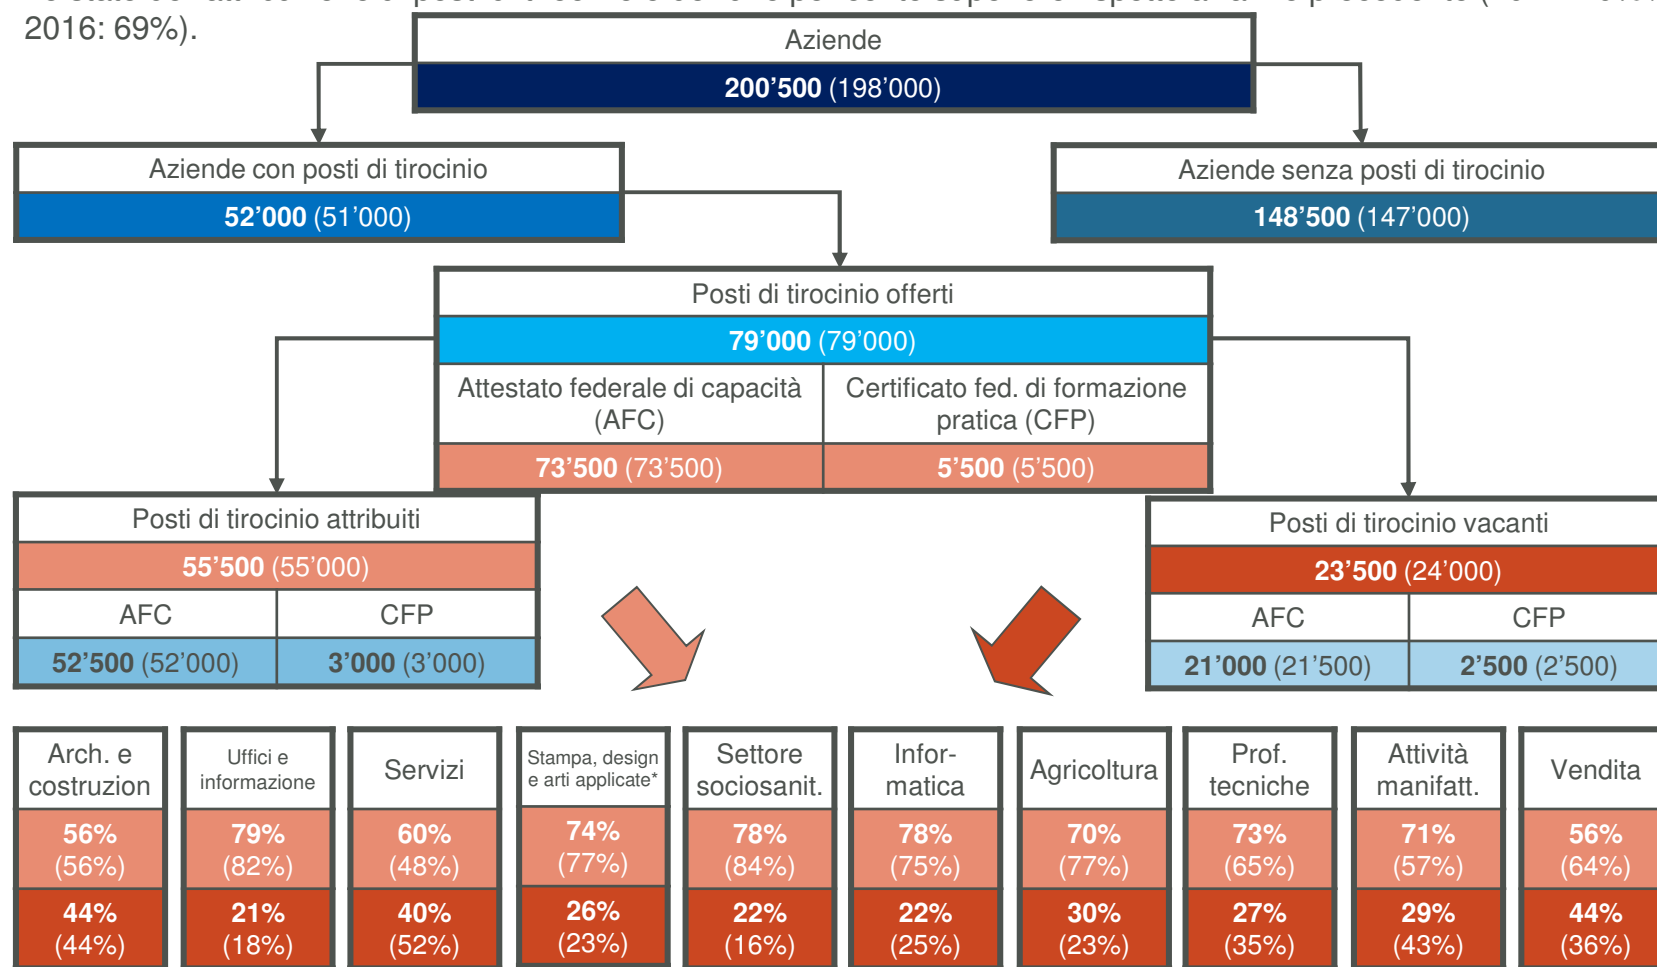 2016: 69%).
Aziende
200’500 (198’000)
Aziende con posti di tirocinio
52’000 (51’000)
Aziende senza posti di tirocinio
148’500 (147’000)
Posti di tirocinio offerti
79’000 (79’000)
Attestato federale di capacità
(AFC)
Certificato fed. di formazione
pratica (CFP)
73’500 (73’500)
5’500 (5’500)
Posti di tirocinio attribuiti
55’500 (55’000)
AFC
CFP
52’500 (52’000)
3’000 (3’000)
Posti di tirocinio vacanti
23’500 (24’000)
AFC
CFP
21’000 (21’500)
2’500 (2’500)
Arch. e
costruzion
56%
(56%)
44%
(44%)
Uffici e
informazione
79%
(82%)
21%
(18%)
Servizi
60%
(48%)
40%
(52%)
Stampa, design
e arti applicate*
74%
(77%)
26%
(23%)
Settore
sociosanit.
78%
(84%)
22%
(16%)
Infor-
matica
78%
(75%)
22%
(25%)
Agricoltura
70%
(77%)
30%
(23%)
Prof.
tecniche
73%
(65%)
27%
(35%)
Attività
manifatt.
71%
(57%)
29%
(43%)
Vendita
56%
(64%)
44%
(36%)